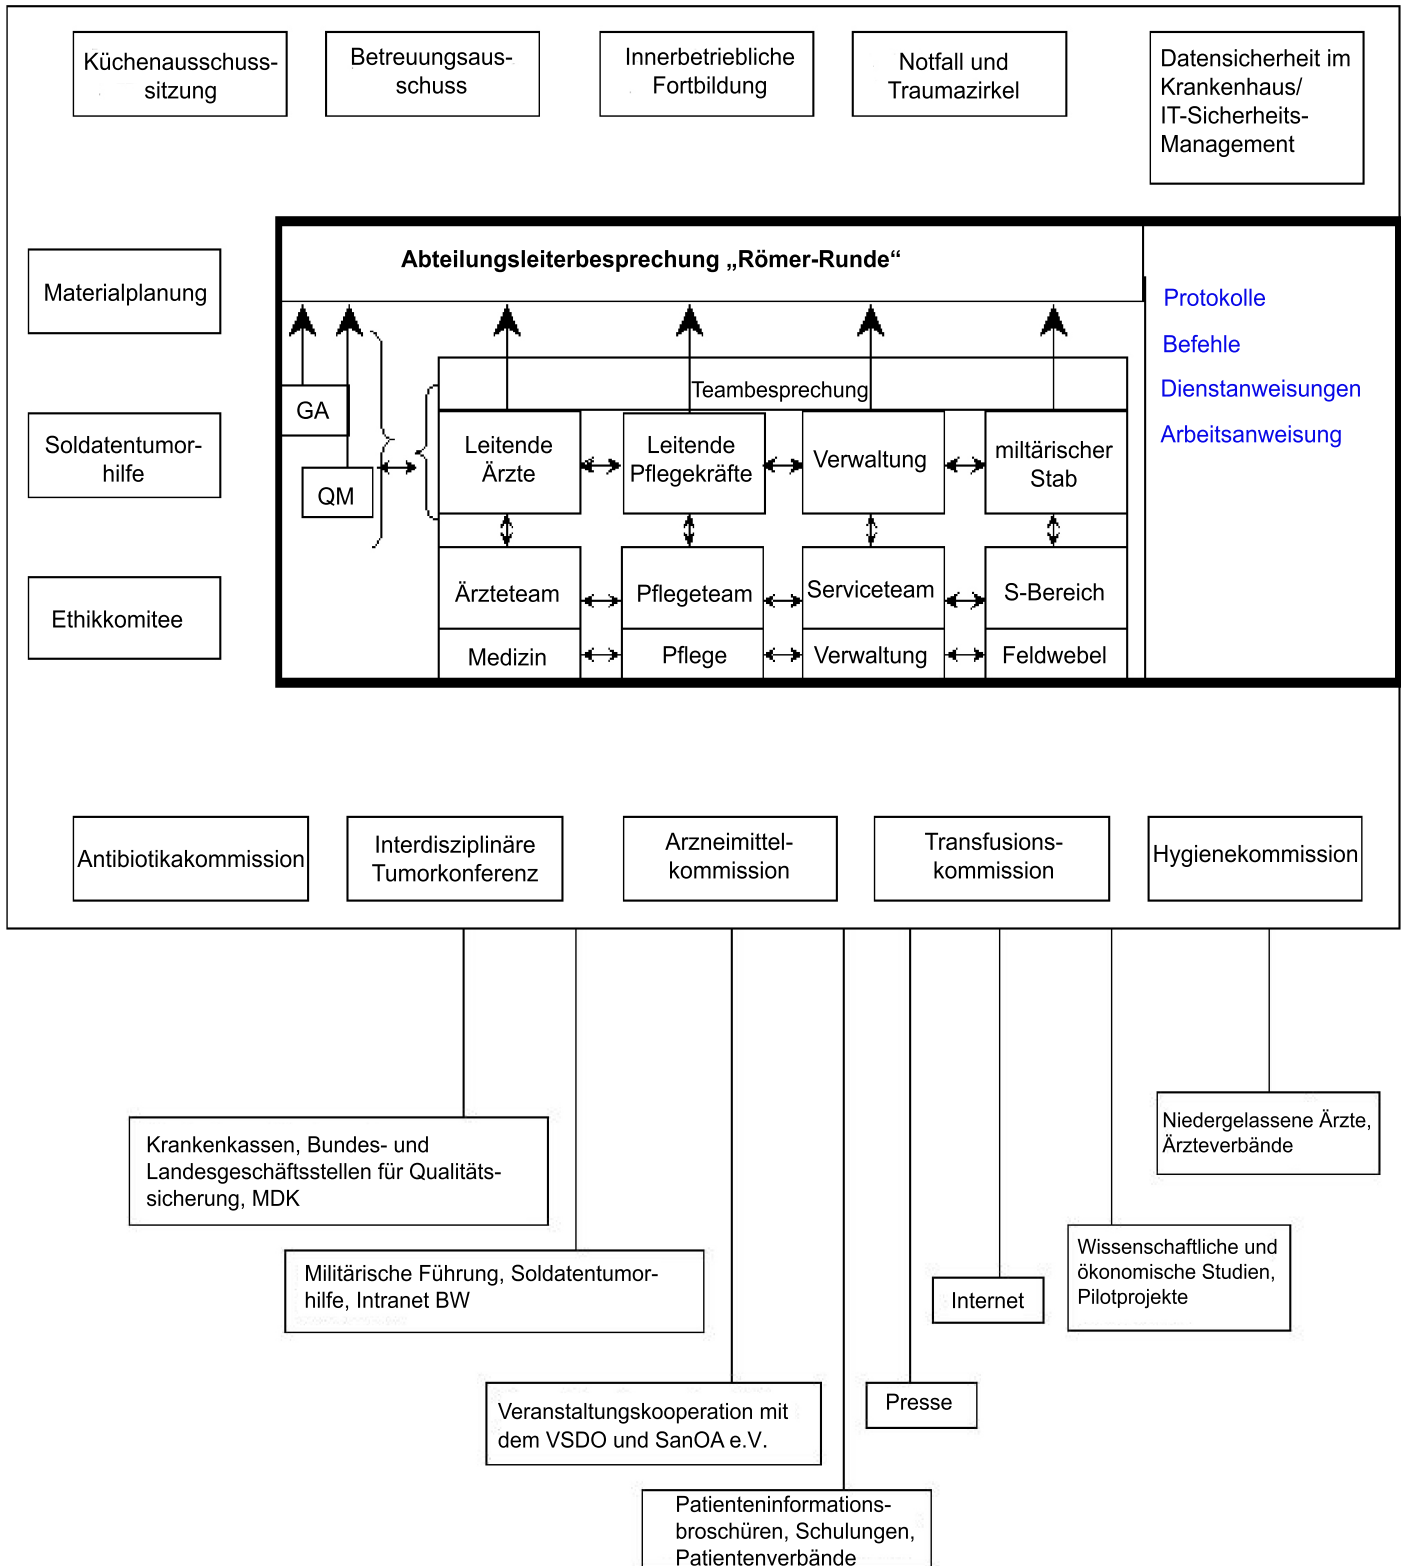 Küchenausschuss-
sitzung
Betreuungsaus-
schuss
Innerbetriebliche
Fortbildung
Notfall und
Traumazirkel
Datensicherheit im
Krankenhaus/
IT-Sicherheits-
Management
Materialplanung
Soldatentumor-
hilfe
Ethikkomitee
Abteilungsleiterbesprechung „Römer-Runde“
GA
QM
Teambesprechung
Leitende
Ärzte
Leitende
Pflegekräfte
Verwaltung
miltärischer
Stab
Ärzteteam
Pflegeteam
Serviceteam
S-Bereich
Medizin
Pflege
Verwaltung
Feldwebel
Protokolle
Befehle
Dienstanweisungen
Arbeitsanweisung
Antibiotikakommission
Interdisziplinäre
Tumorkonferenz
Arzneimittel-
kommission
Transfusions-
kommission
Hygienekommission
Krankenkassen, Bundes- und
Landesgeschäftsstellen für Qualitäts-
sicherung, MDK
Militärische Führung, Soldatentumor-
hilfe, Intranet BW
Veranstaltungskooperation mit
dem VSDO und SanOA e.V.
Patienteninformations-
broschüren, Schulungen,
Patientenverbände
Presse
Internet
Wissenschaftliche und
ökonomische Studien,
Pilotprojekte
Niedergelassene Ärzte,
Ärzteverbände